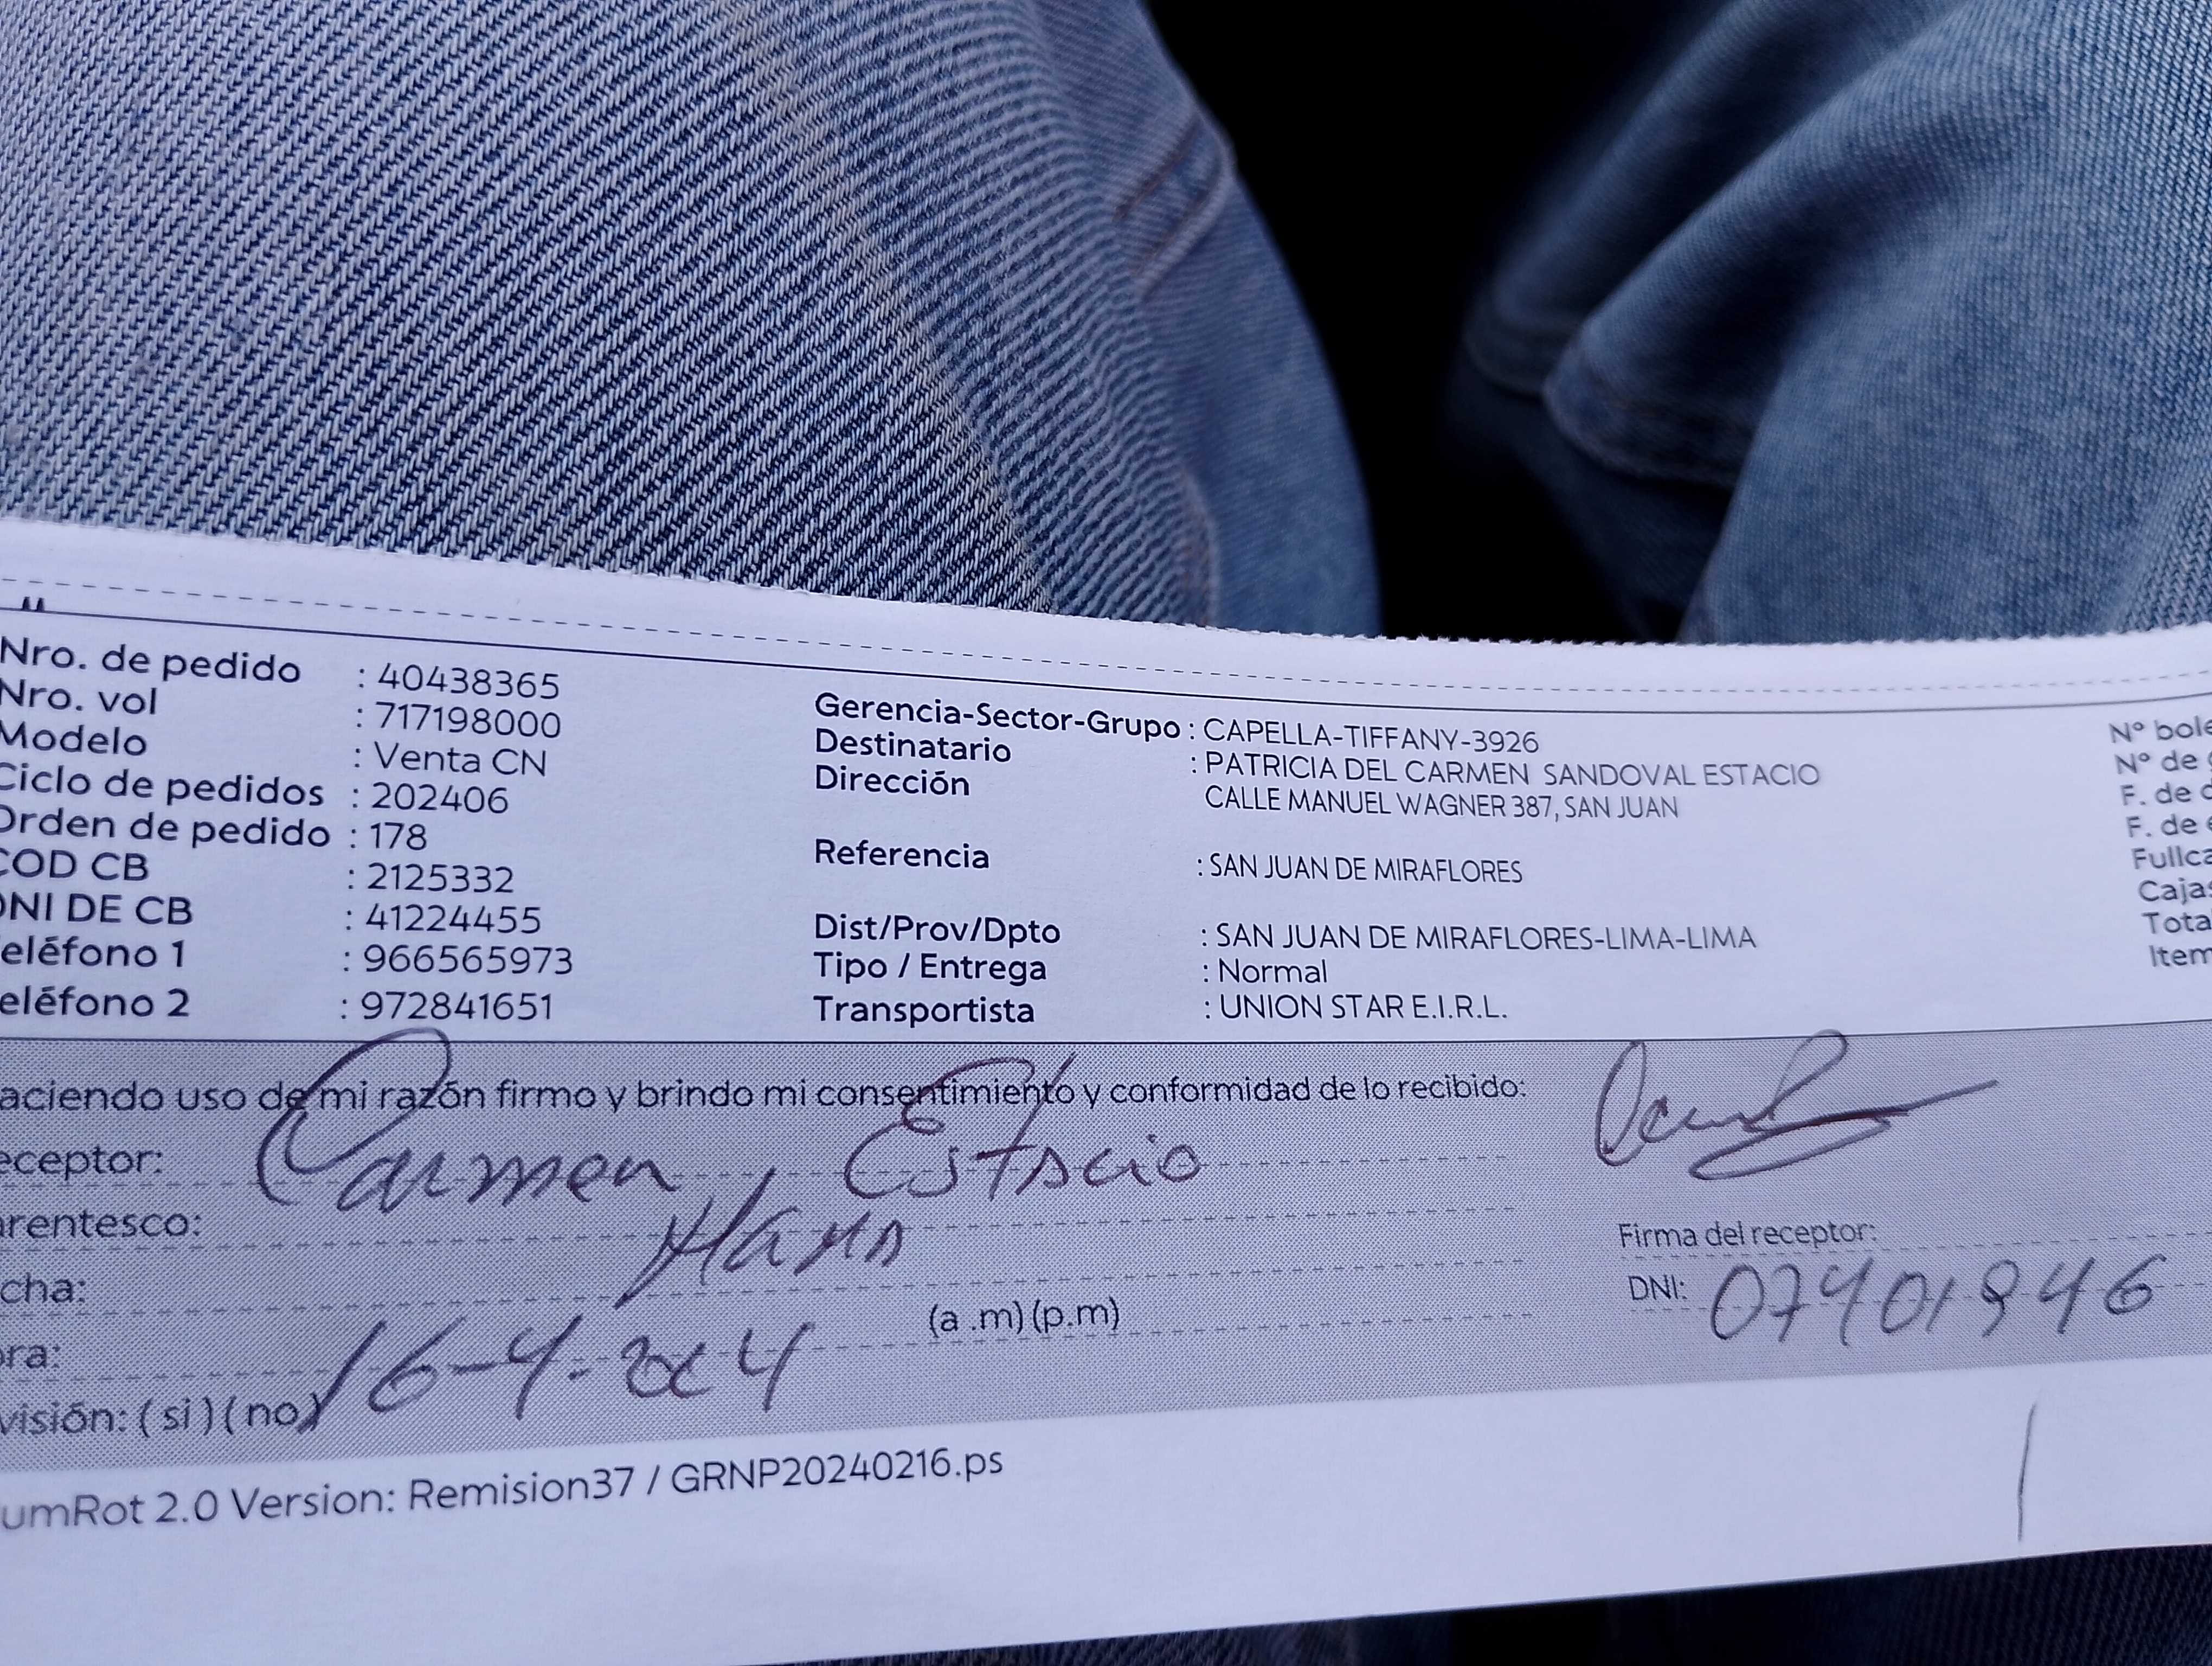 Nro. de pedido : 40438365
Nro. vol : 717198000
Modelo : Venta CN
Ciclo de pedidos : 202406
Orden de pedido : 178
COD CB : 2125332
DNI DE CB : 41224455
eléfono 1 : 966565973
eléfono 2 : 972841651
Gerencia-Sector-Grupo : CAPELLA-TIFFANY-3926
Destinatario : PATRICIA DEL CARMEN SANDOVAL ESTACIO
Dirección CALLE MANUEL WAGNER 387, SAN JUAN
Referencia : SAN JUAN DE MIRAFLORES
Dist/Prov/Dpto : SAN JUAN DE MIRAFLORES-LIMA-LIMA
Tipo / Entrega : Normal
Transportista : UNION STAR E.I.R.L.
N° bole
N° de
F. de
F. de
Fullca
Cajas
Tota
Item
aciendo uso de mi razón firmo y brindo mi consentimiento y conformidad de lo recibido:
eceptor: Carmen Estacio
arentesco:
cha:
ora: 16-4-2024 (a .m) (p.m)
visión: ( si ) ( no )
Firma del receptor:
DNI: 07401946
umRot 2.0 Version: Remision37 / GRNP20240216.ps